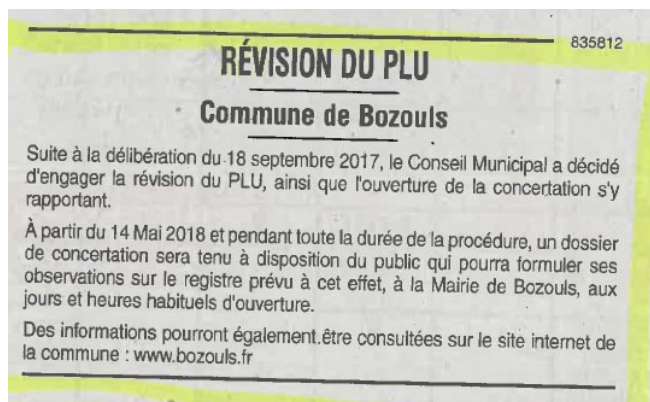 835812
RÉVISION DU PLU
Commune de Bozouls
Suite à la délibération du 18 septembre 2017, le Conseil Municipal a décidé
d'engager la révision du PLU, ainsi que l'ouverture de la concertation s'y
rapportant.
À partir du 14 Mai 2018 et pendant toute la durée de la procédure, un dossier
de concertation sera tenu à disposition du public qui pourra formuler ses
observations sur le registre prévu à cet effet, à la Mairie de Bozouls, aux
jours et heures habituels d'ouverture.
Des informations pourront également être consultées sur le site internet de
la commune : www.bozouls.fr